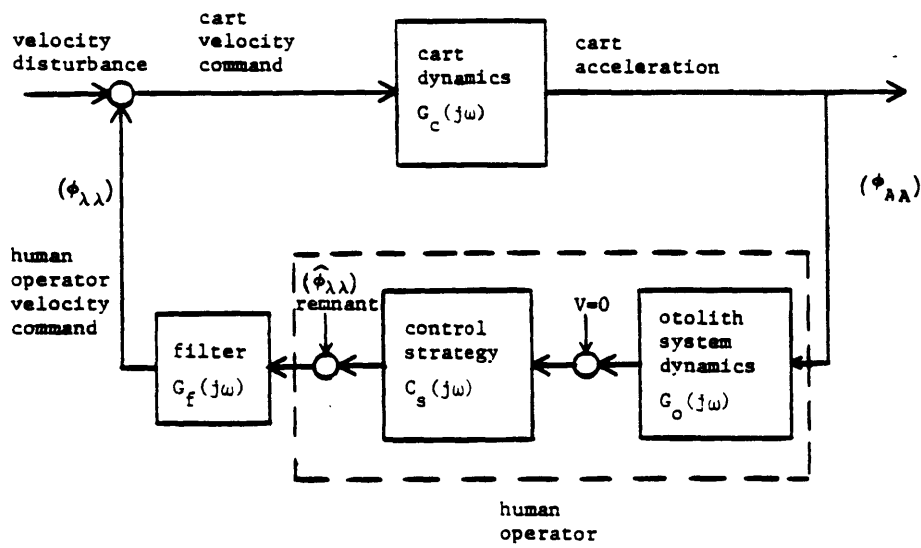 velocity
disturbance
cart
velocity
command
cart
dynamics
G_c(jω)
cart
acceleration
(ϕ_λλ)
(ϕ_AA)
human
operator
velocity
command
filter
G_f(jω)
(ϕ̂_λλ)
remnant
control
strategy
C_s(jω)
V=0
otolith
system
dynamics
G_o(jω)
human
operator